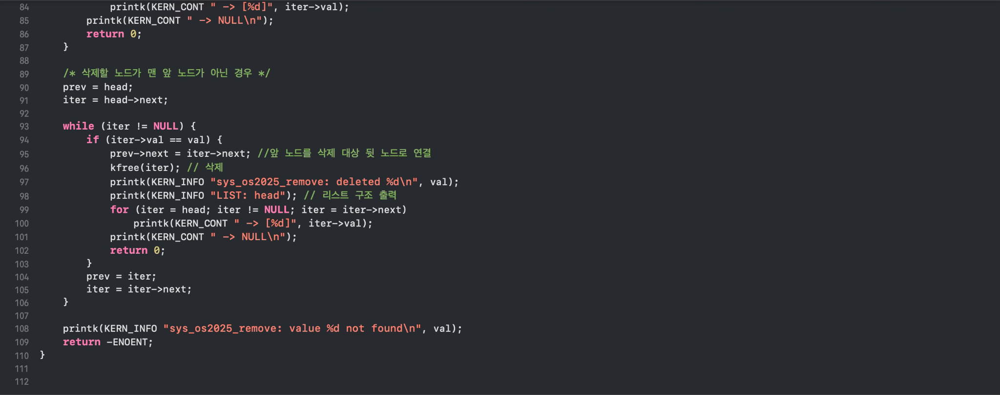 84 printk(KERN_CONT " -> [%d]", iter->val);
85 printk(KERN_CONT " -> NULL\n");
86 return 0;
87 }
88
89 /* 삭제할 노드가 맨 앞 노드가 아닌 경우 */
90 prev = head;
91 iter = head->next;
92
93 while (iter != NULL) {
94 if (iter->val == val) {
95 prev->next = iter->next; //앞 노드를 삭제 대상 뒷 노드로 연결
96 kfree(iter); // 삭제
97 printk(KERN_INFO "sys_os2025_remove: deleted %d\n", val);
98 printk(KERN_INFO "LIST: head"); // 리스트 구조 출력
99 for (iter = head; iter != NULL; iter = iter->next)
100 printk(KERN_CONT " -> [%d]", iter->val);
101 printk(KERN_CONT " -> NULL\n");
102 return 0;
103 }
104 prev = iter;
105 iter = iter->next;
106 }
107
108 printk(KERN_INFO "sys_os2025_remove: value %d not found\n", val);
109 return -ENOENT;
110 }
111
112